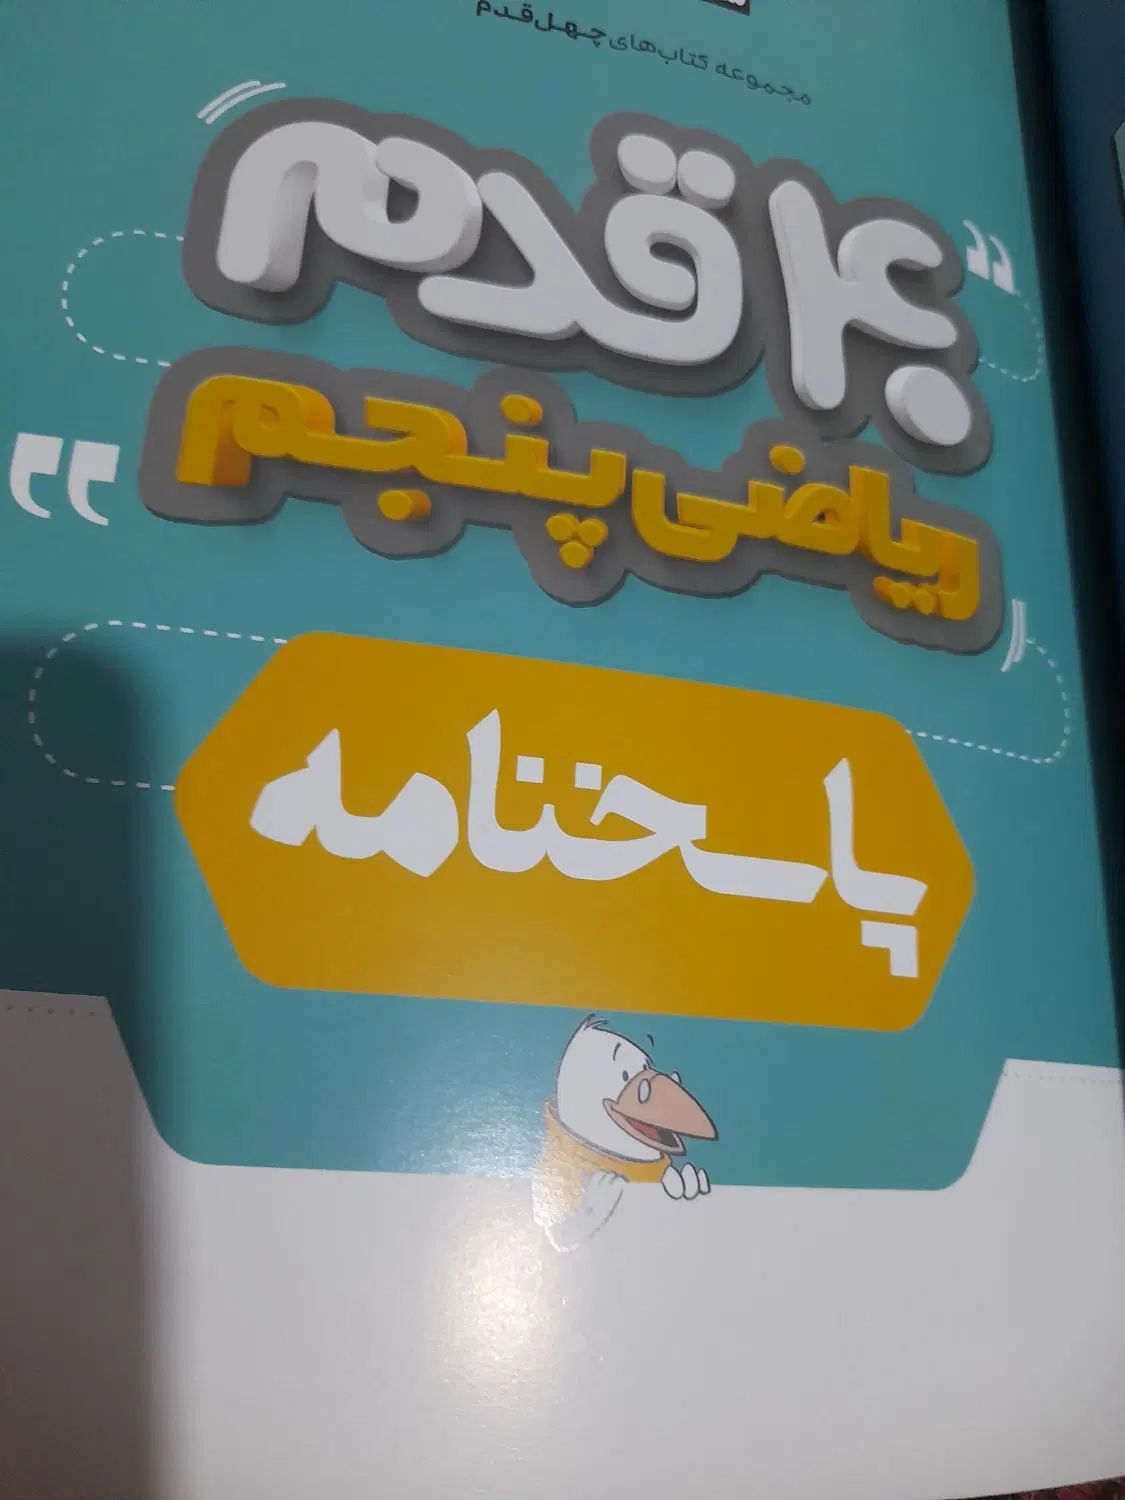 مجموعه کتاب‌های چهل‌قدم
۴۰ قدم
ریاضی پنجم
پاسخنامه